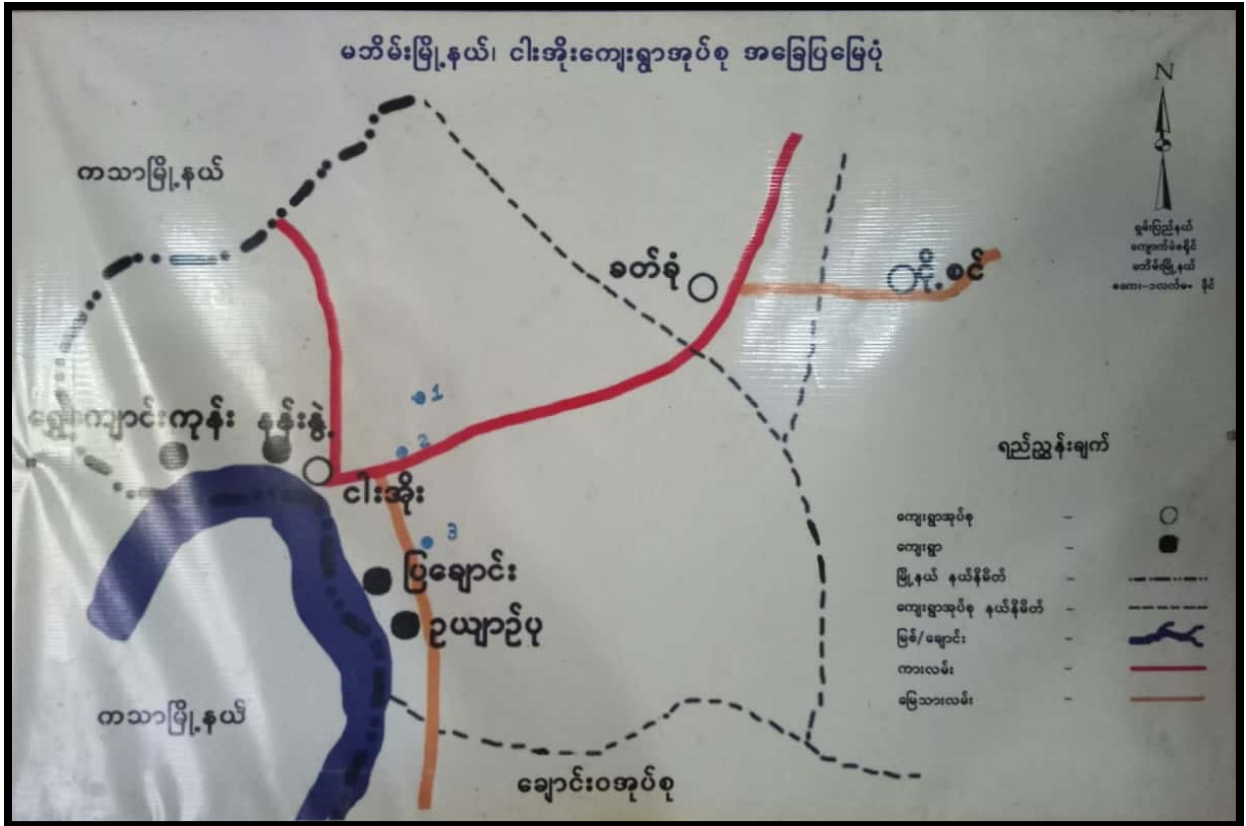 မဘိမ်းမြို့နယ်၊ ငါးအိုးကျေးရွာအုပ်စု အခြေပြမြေပုံ
N
ကသာမြို့နယ်
ရှမ်းပြည်နယ်
ကျောက်မဲခရိုင်
မဘိမ်းမြို့နယ်
ခတ်ခုံ
ငို့စင်
1
ရွှေကျောင်းကုန်း
နန်းနွဲ့
2
ရည်ညွှန်းချက်
ငါးအိုး
ကျေးရွာအုပ်စု -
3
ကျေးရွာ -
ပြချောင်း
မြို့နယ် နယ်နိမိတ် -
ကျေးရွာအုပ်စု နယ်နိမိတ် -
ဥယျာဉ်ပု
မြစ်/ချောင်း -
ကားလမ်း -
မြေသားလမ်း -
ကသာမြို့နယ်
ချောင်းဝအုပ်စု